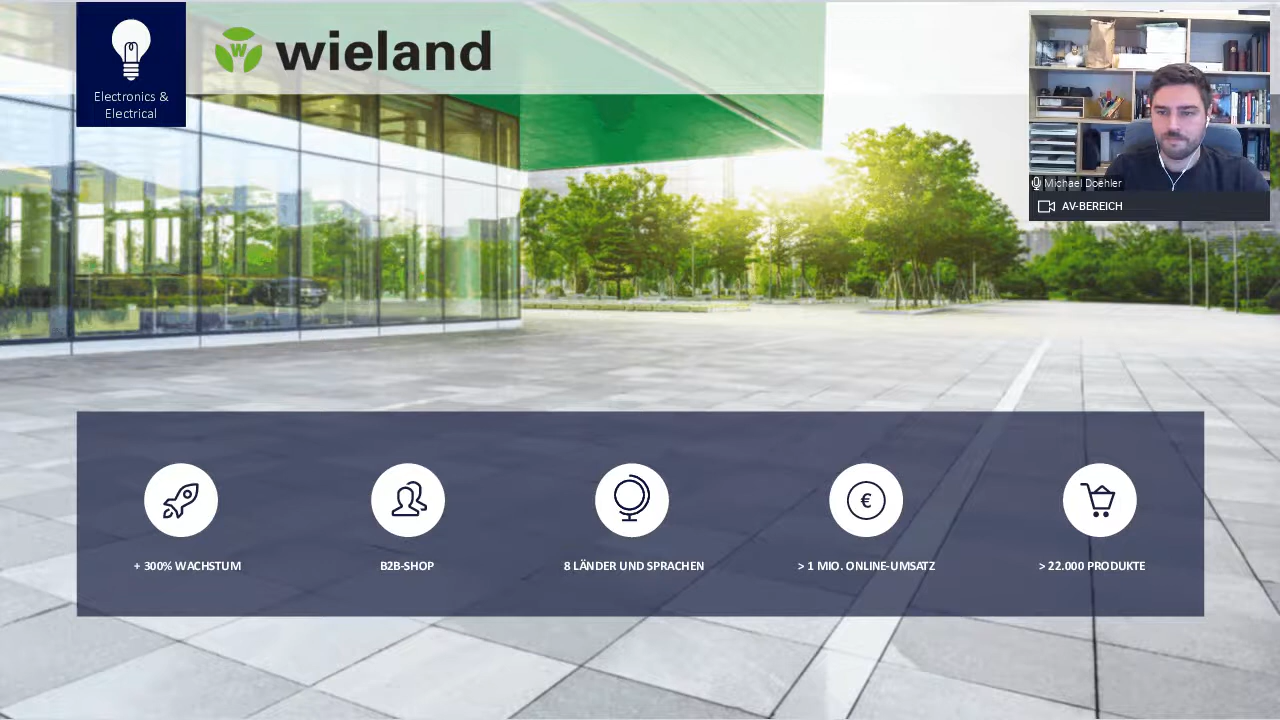 Electronics &
Electrical
wieland
Michael Doehler
AV-BEREICH
€
+ 300% WACHSTUM
B2B-SHOP
8 LÄNDER UND SPRACHEN
> 1 MIO. ONLINE-UMSATZ
> 22.000 PRODUKTE